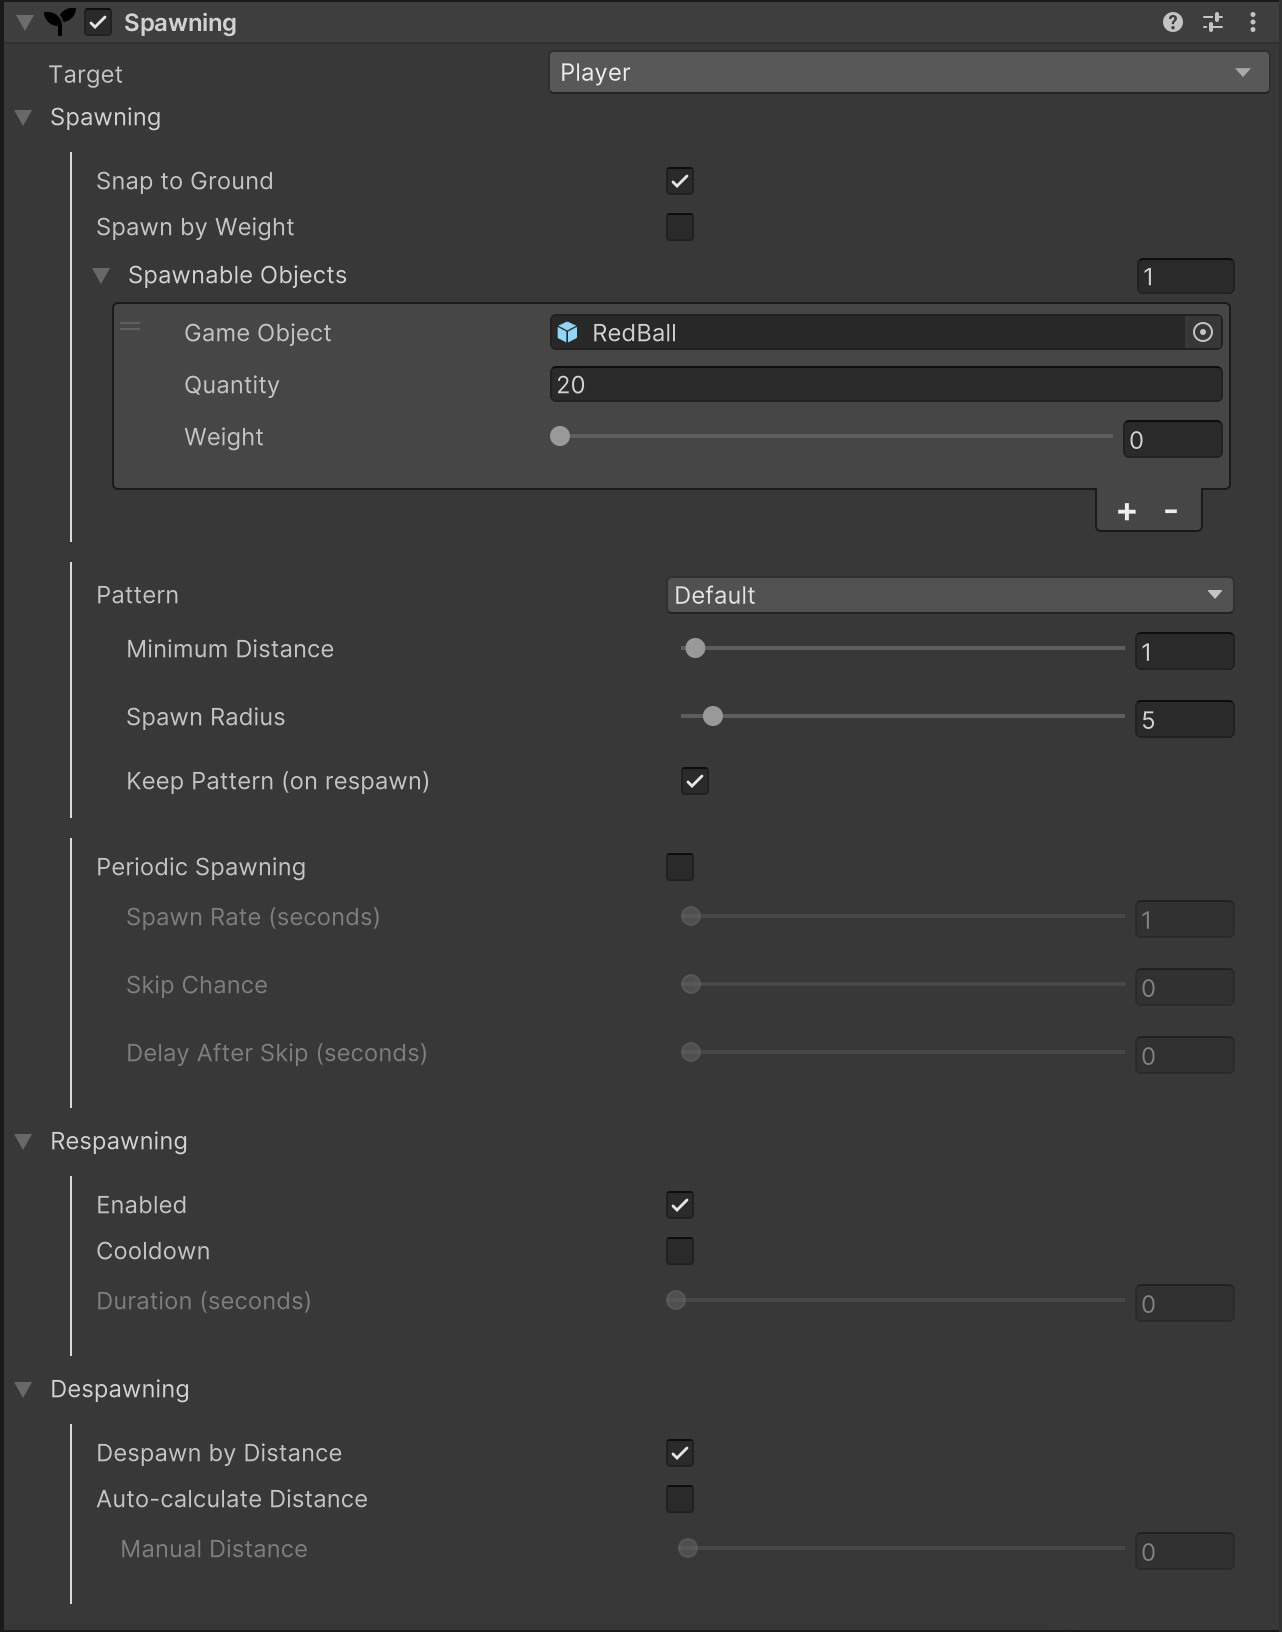 Spawning
Target Player
Spawning
Snap to Ground
Spawn by Weight
Spawnable Objects 1
Game Object RedBall
Quantity 20
Weight 0
+ -
Pattern Default
Minimum Distance 1
Spawn Radius 5
Keep Pattern (on respawn)
Periodic Spawning
Spawn Rate (seconds) 1
Skip Chance 0
Delay After Skip (seconds) 0
Respawning
Enabled
Cooldown
Duration (seconds) 0
Despawning
Despawn by Distance
Auto-calculate Distance
Manual Distance 0